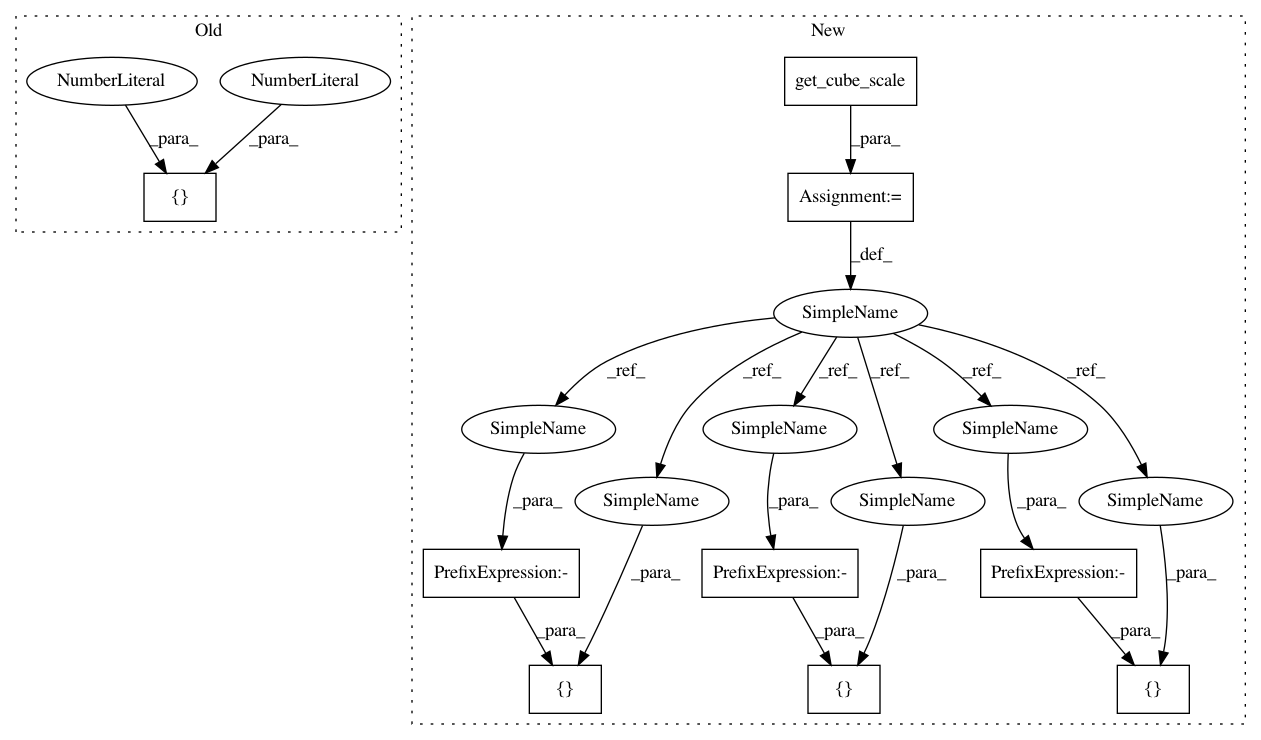 Old
New
NumberLiteral
NumberLiteral
get_cube_scale
_para_
_para_
_para_
{}
Assignment:=
_def_
SimpleName
_ref_
_ref_
_ref_
_ref_
_ref_
_ref_
SimpleName
SimpleName
SimpleName
SimpleName
SimpleName
SimpleName
_para_
_para_
_para_
PrefixExpression:-
_para_
PrefixExpression:-
_para_
PrefixExpression:-
_para_
_para_
_para_
_para_
{}
{}
{}